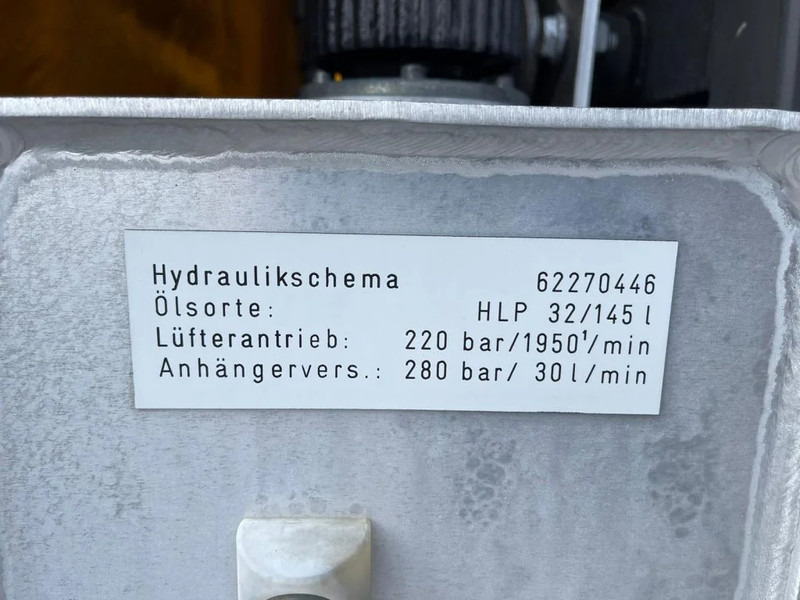 Hydraulikschema 62270446
Ölsorte: HLP 32/145 l
Lüfterantrieb: 220 bar/1950¹/min
Anhängervers.: 280 bar/ 30 l/min